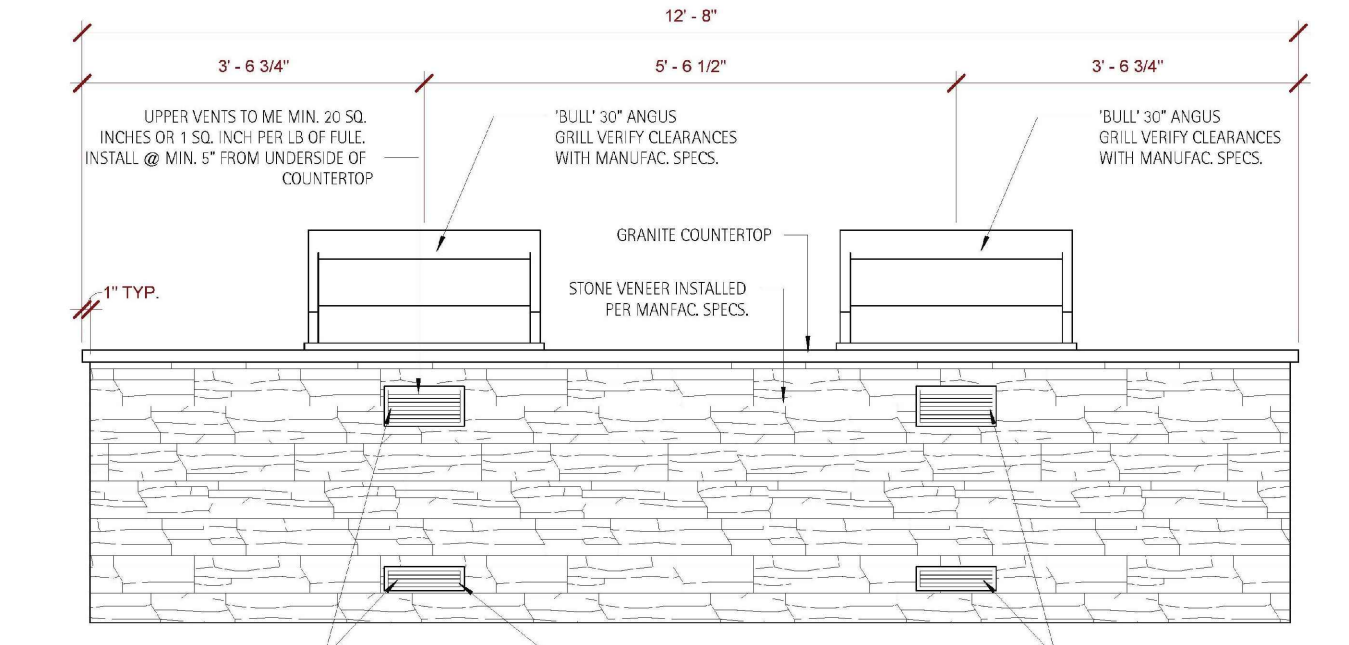 12' - 8"
3' - 6 3/4"
5' - 6 1/2"
3' - 6 3/4"
UPPER VENTS TO ME MIN. 20 SQ.
INCHES OR 1 SQ. INCH PER LB OF FULE.
INSTALL @ MIN. 5" FROM UNDERSIDE OF
COUNTERTOP
'BULL' 30" ANGUS
GRILL VERIFY CLEARANCES
WITH MANUFAC. SPECS.
'BULL' 30" ANGUS
GRILL VERIFY CLEARANCES
WITH MANUFAC. SPECS.
GRANITE COUNTERTOP
1" TYP.
STONE VENEER INSTALLED
PER MANFAC. SPECS.